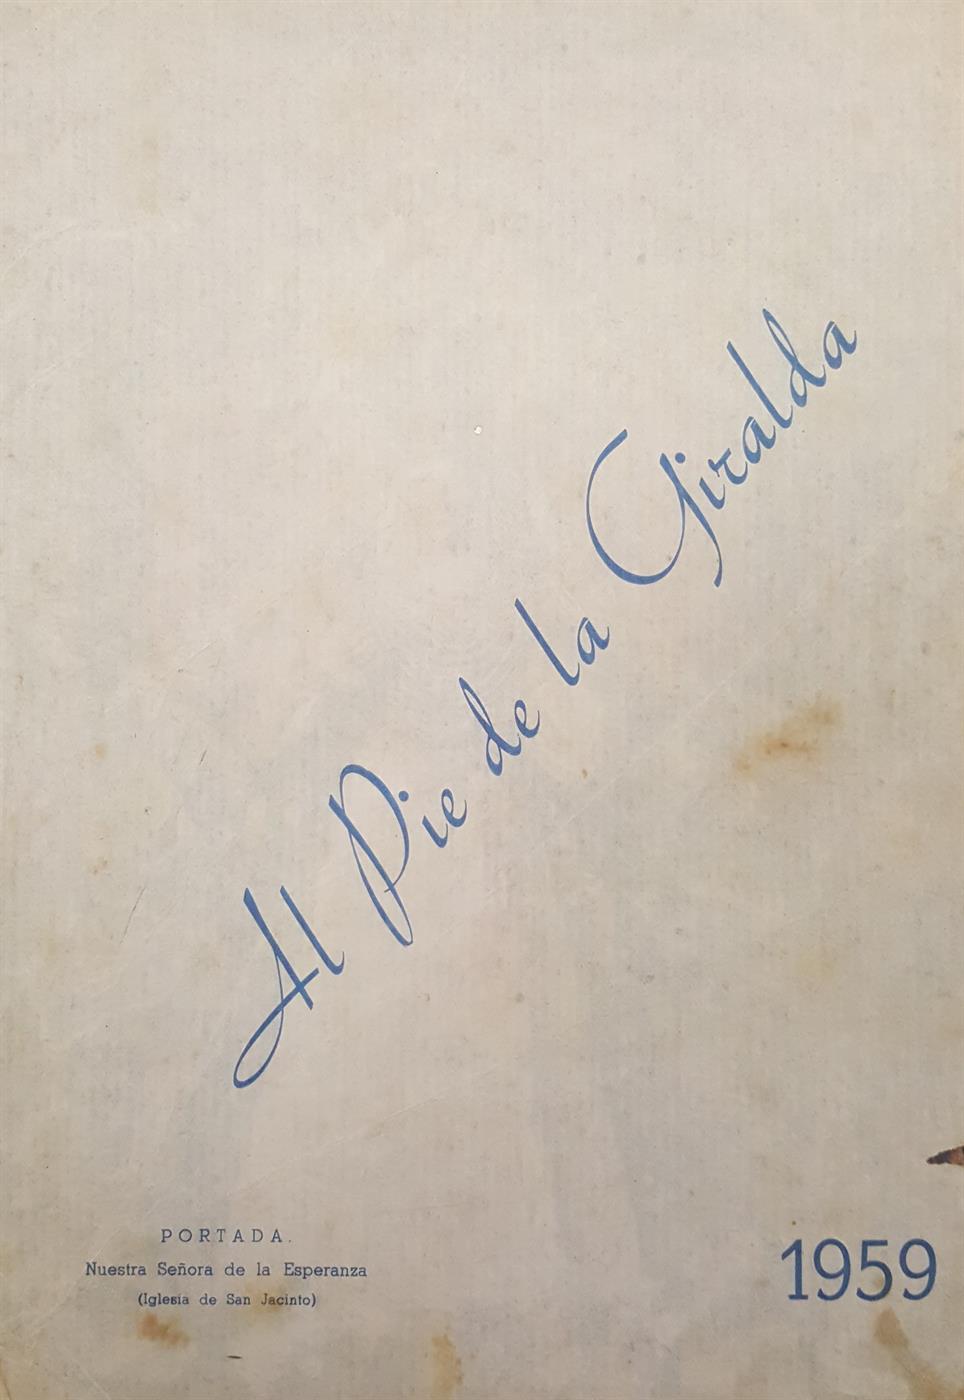 Al Pie de la Giralda
PORTADA.
Nuestra Señora de la Esperanza
(Iglesia de San Jacinto)
1959